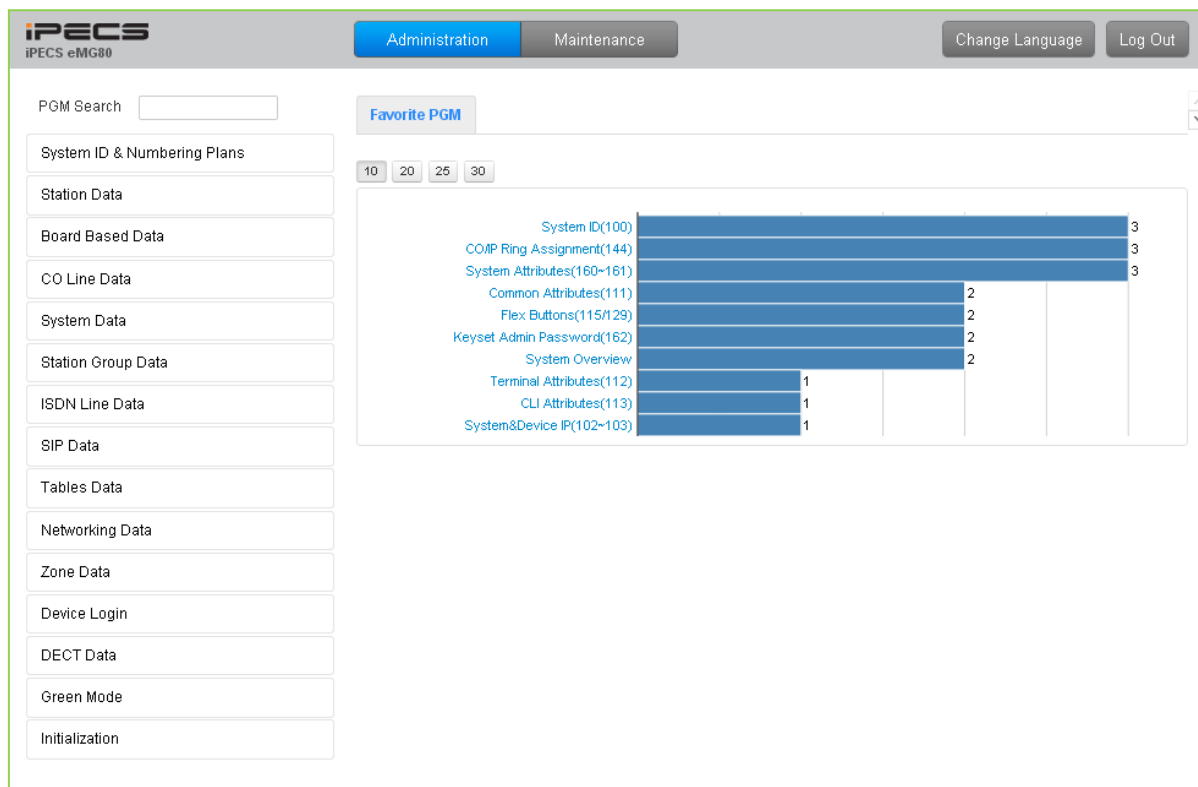 iPECS
iPECS eMG80
Administration
Maintenance
Change Language
Log Out
PGM Search
System ID & Numbering Plans
Station Data
Board Based Data
CO Line Data
System Data
Station Group Data
ISDN Line Data
SIP Data
Tables Data
Networking Data
Zone Data
Device Login
DECT Data
Green Mode
Initialization
Favorite PGM
10 20 25 30
System ID(100) 3
CO/IP Ring Assignment(144) 3
System Attributes(160~161) 3
Common Attributes(111) 2
Flex Buttons(115/129) 2
Keyset Admin Password(162) 2
System Overview 2
Terminal Attributes(112) 1
CLI Attributes(113) 1
System&Device IP(102~103) 1